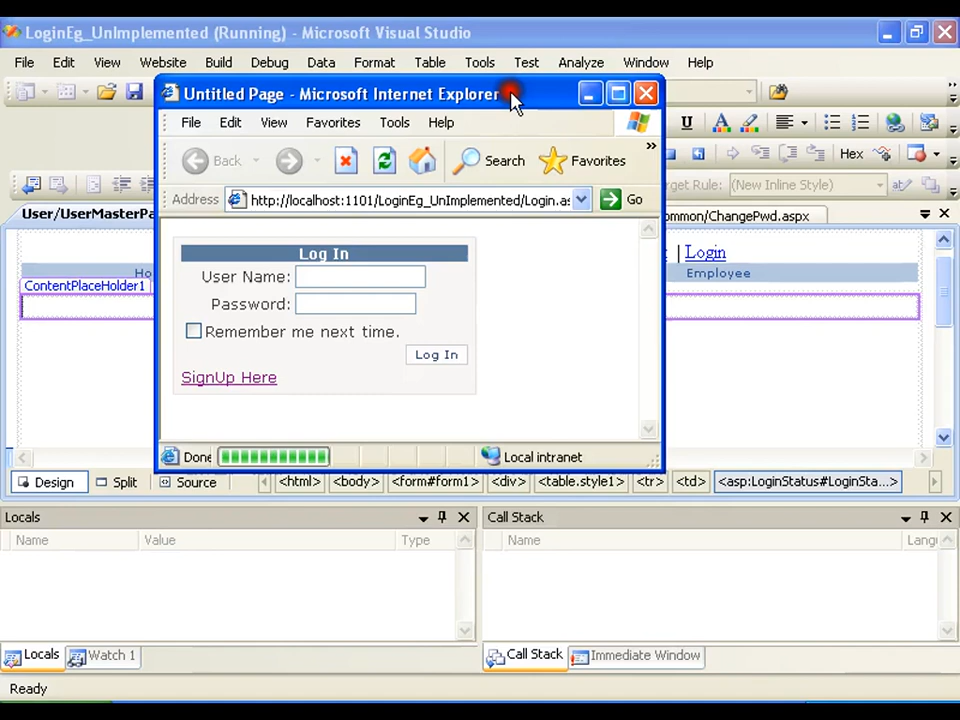 LoginEg_UnImplemented (Running) - Microsoft Visual Studio
File Edit View Website Build Debug Data Format Table Tools Test Analyze Window Help
Untitled Page - Microsoft Internet Explorer
File Edit View Favorites Tools Help
Hex
Back Search Favorites
Target Rule: (New Inline Style)
Address http://localhost:1101/LoginEg_UnImplemented/Login.as Go
User/UserMasterPa
ommon/ChangePwd.aspx
Log In
| Login
User Name:
Ho
Employee
ContentPlaceHolder1
Password:
Remember me next time.
Log In
SignUp Here
Done Local intranet
Design Split Source <html> <body> <form#form1> <div> <table.style1> <tr> <td> <asp:LoginStatus#LoginSta...>
Locals Call Stack
Name Value Type Name Langu
Locals Watch 1 Call Stack Immediate Window
Ready